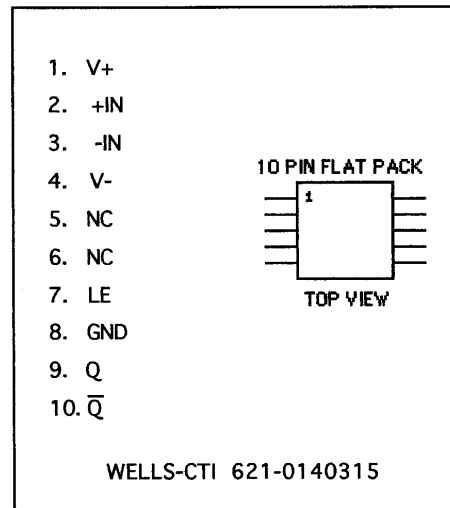 1. V+
2. +IN
3. -IN
4. V-
5. NC
6. NC
7. LE
8. GND
9. Q
10. Q̅
10 PIN FLAT PACK
1
TOP VIEW
WELLS-CTI 621-0140315